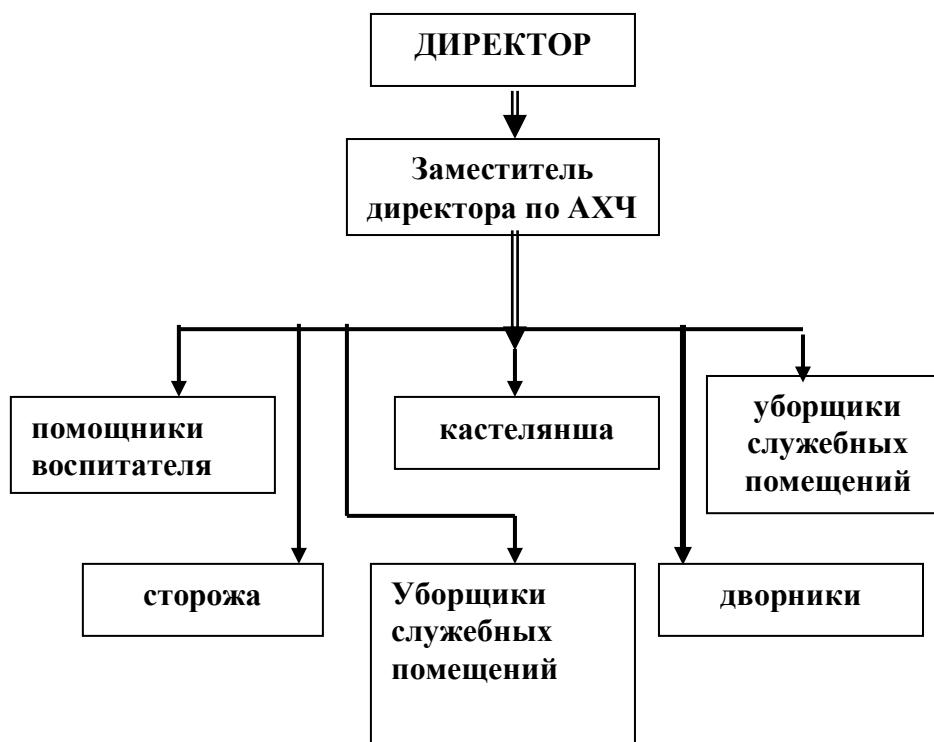 ДИРЕКТОР
Заместитель
директора по АХЧ
помощники
воспитателя
кастелянша
уборщики
служебных
помещений
сторожа
Уборщики
служебных
помещений
дворники